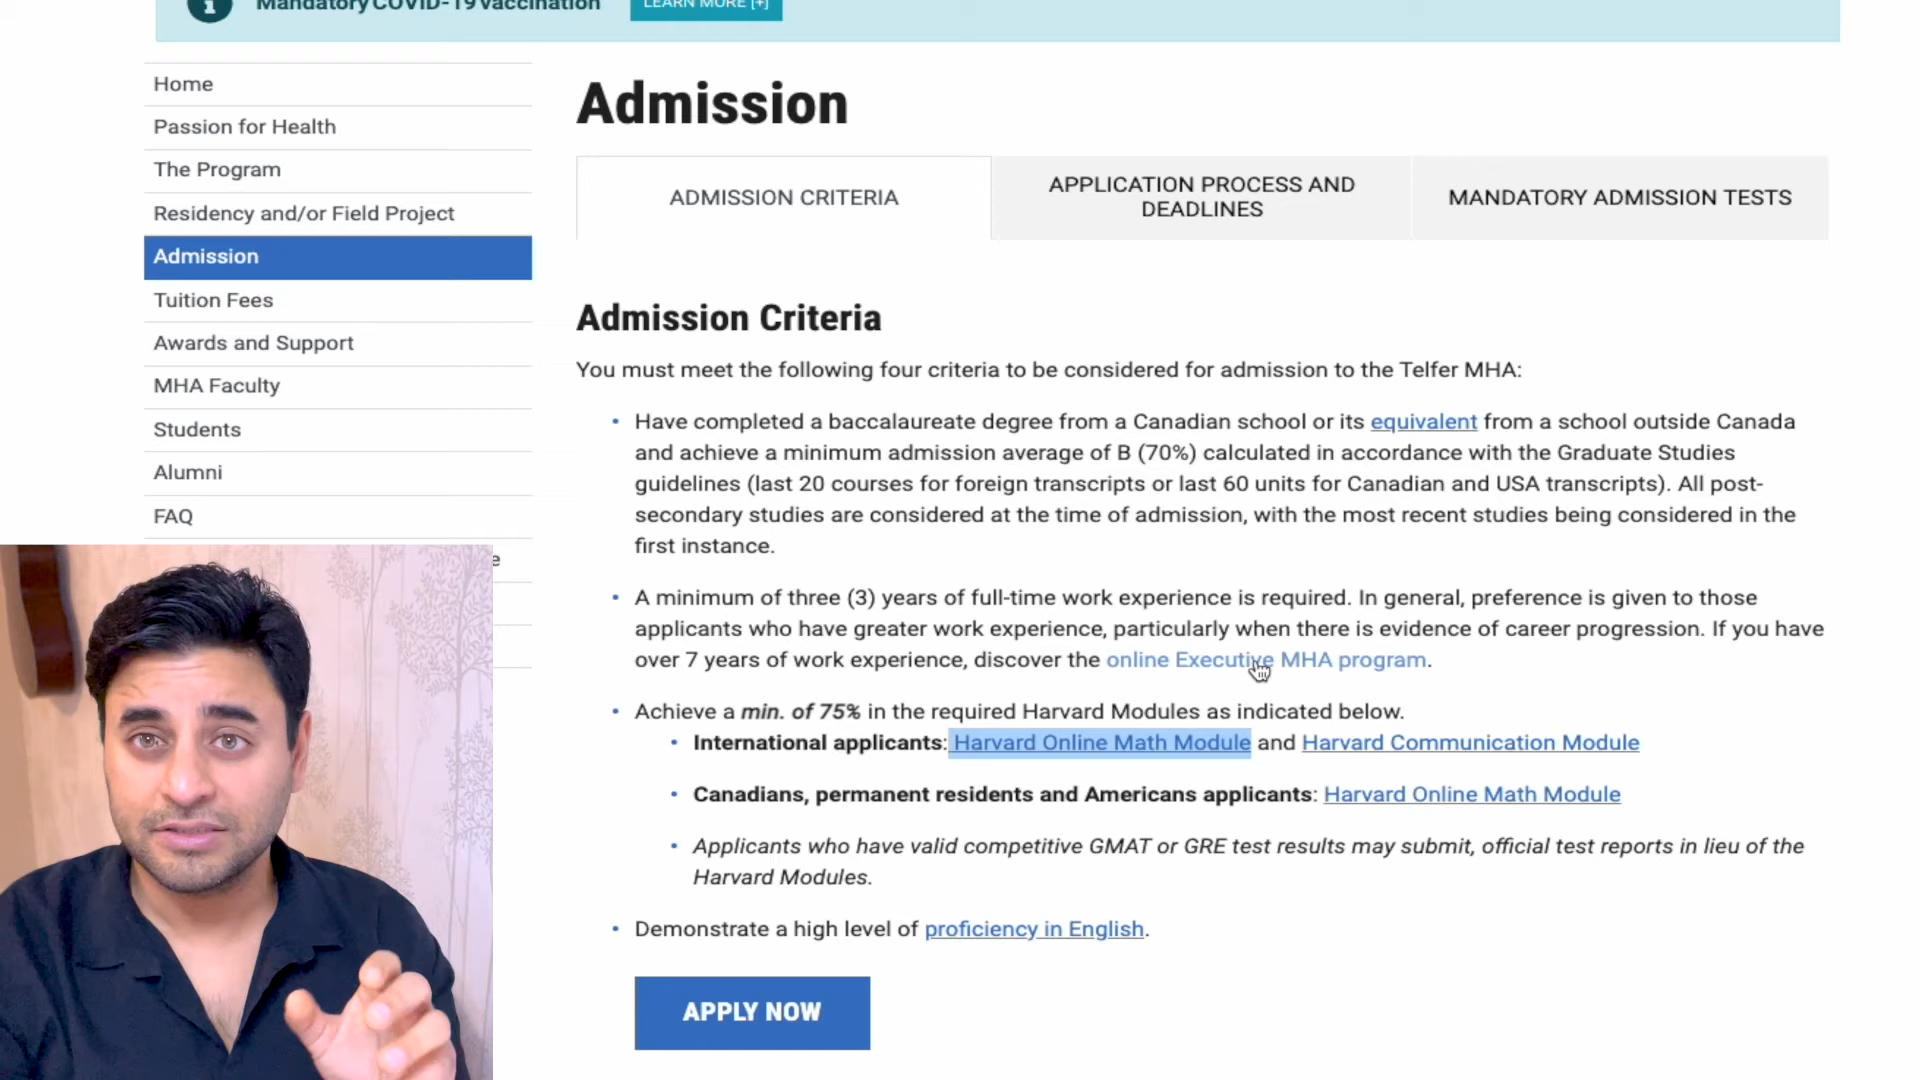 Mandatory COVID-19 vaccination
LEARN MORE [+]
Home
Passion for Health
The Program
Residency and/or Field Project
Admission
Tuition Fees
Awards and Support
MHA Faculty
Students
Alumni
FAQ
Admission
ADMISSION CRITERIA
APPLICATION PROCESS AND
DEADLINES
MANDATORY ADMISSION TESTS
Admission Criteria
You must meet the following four criteria to be considered for admission to the Telfer MHA:
• Have completed a baccalaureate degree from a Canadian school or its equivalent from a school outside Canada
and achieve a minimum admission average of B (70%) calculated in accordance with the Graduate Studies
guidelines (last 20 courses for foreign transcripts or last 60 units for Canadian and USA transcripts). All post-
secondary studies are considered at the time of admission, with the most recent studies being considered in the
first instance.
• A minimum of three (3) years of full-time work experience is required. In general, preference is given to those
applicants who have greater work experience, particularly when there is evidence of career progression. If you have
over 7 years of work experience, discover the online Executive MHA program.
• Achieve a min. of 75% in the required Harvard Modules as indicated below.
• International applicants: Harvard Online Math Module and Harvard Communication Module
• Canadians, permanent residents and Americans applicants: Harvard Online Math Module
• Applicants who have valid competitive GMAT or GRE test results may submit, official test reports in lieu of the
Harvard Modules.
• Demonstrate a high level of proficiency in English.
APPLY NOW